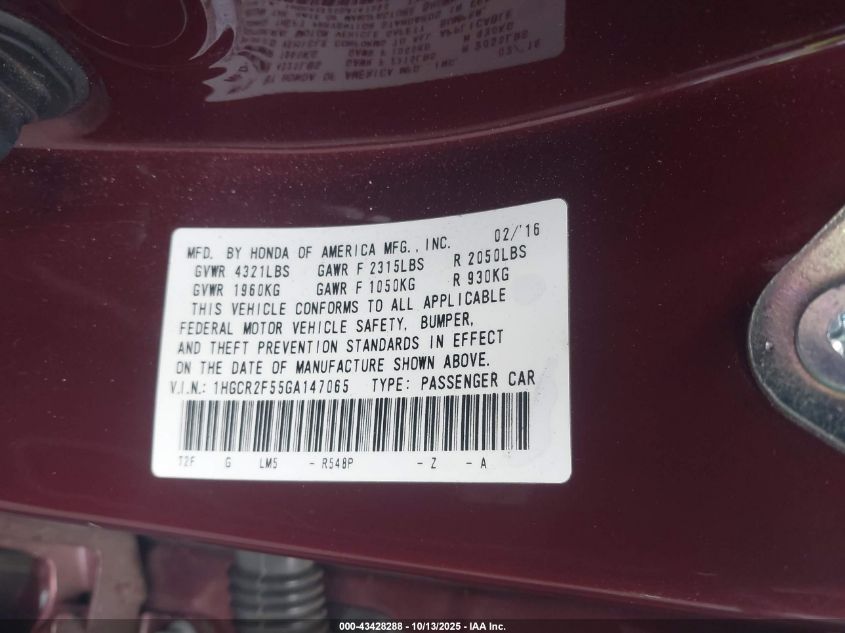 MFD. BY HONDA OF AMERICA MFG., INC. 02/'16
GVWR 4321LBS GAWR F 2315LBS R 2050LBS
GVWR 1960KG GAWR F 1050KG R 930KG
THIS VEHICLE CONFORMS TO ALL APPLICABLE
FEDERAL MOTOR VEHICLE SAFETY, BUMPER,
AND THEFT PREVENTION STANDARDS IN EFFECT
ON THE DATE OF MANUFACTURE SHOWN ABOVE.
V.I.N.: 1HGCR2F55GA147065 TYPE: PASSENGER CAR
T2F G LM5 - R548P - Z - A
000-43428288 - 10/13/2025 - IAA Inc.